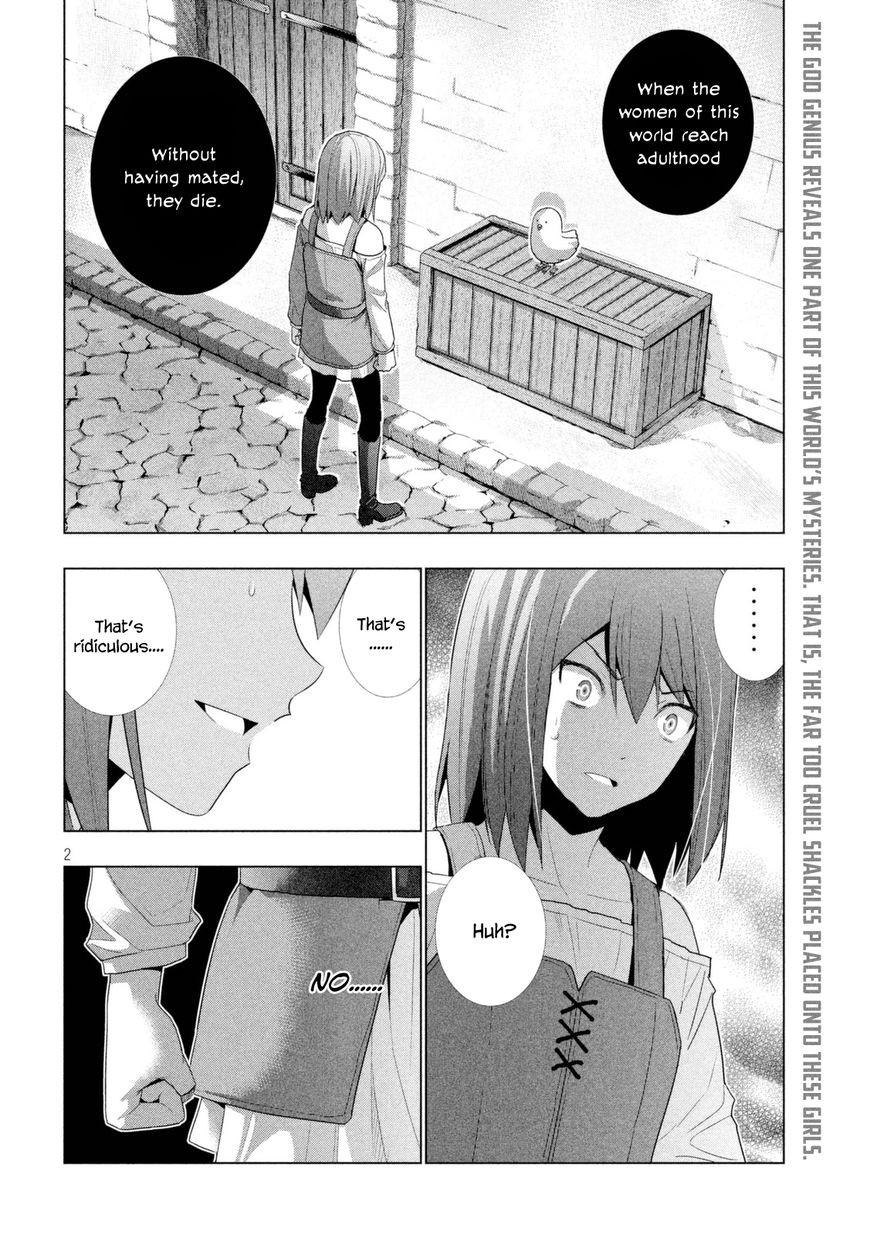 THE GOD GENIUS REVEALS ONE PART OF THIS WORLD'S MYSTERIES. THAT IS, THE FAR TOO CRUEL SHACKLES PLACED ONTO THESE GIRLS.
When the
women of this
world reach
adulthood
Without
having mated,
they die.
......
Huh?
That's
......
That's
ridiculous....
NO......
2